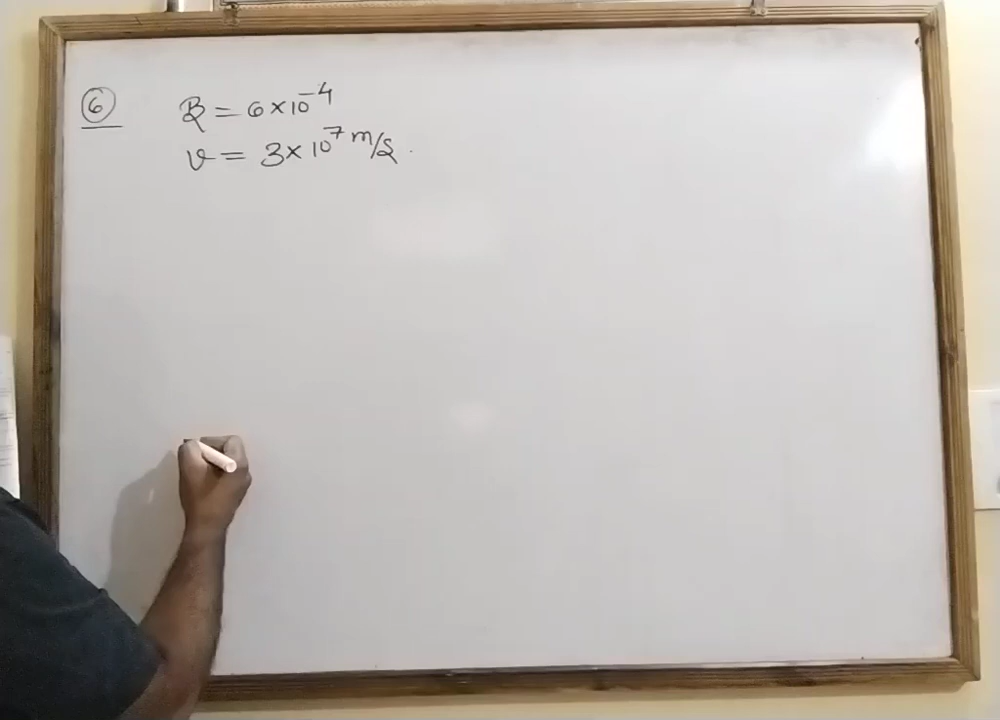 6
B = 6×10⁻⁴
v = 3×10⁷ m/s.